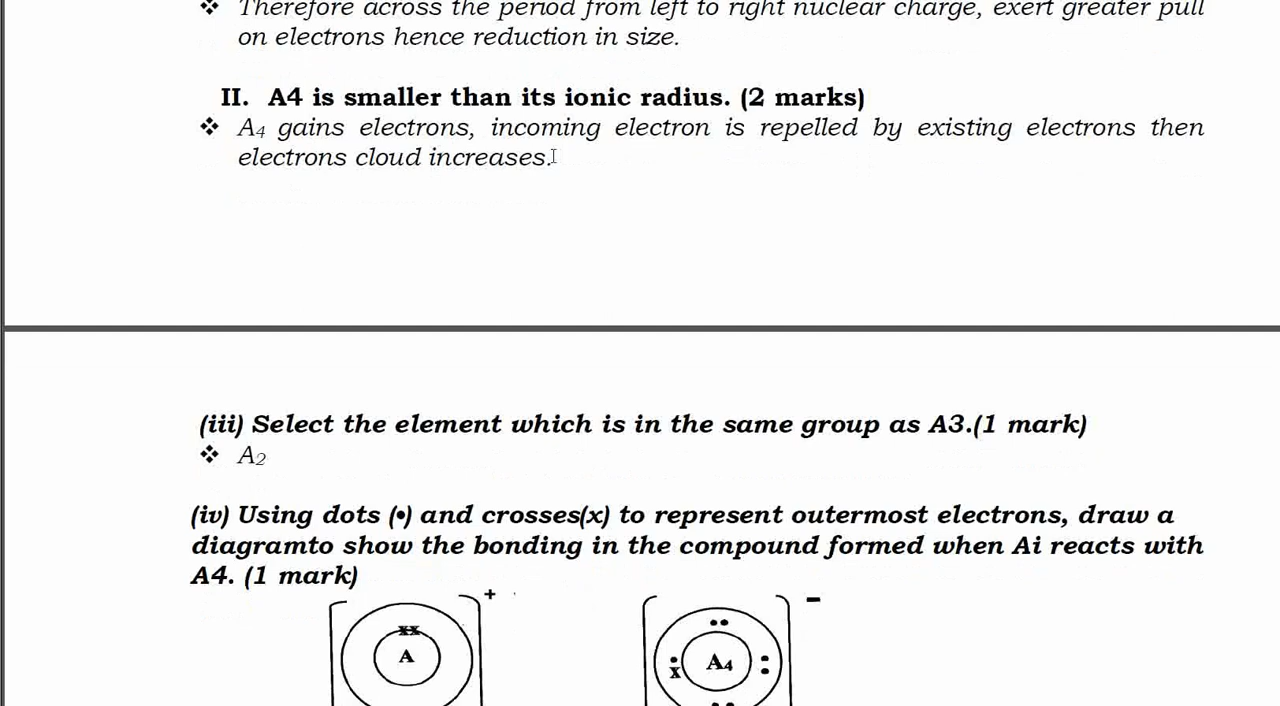 ❖ Therefore across the period from left to right nuclear charge, exert greater pull
on electrons hence reduction in size.
II. A4 is smaller than its ionic radius. (2 marks)
❖ A₄ gains electrons, incoming electron is repelled by existing electrons then
electrons cloud increases.
(iii) Select the element which is in the same group as A3.(1 mark)
❖ A₂
(iv) Using dots (•) and crosses(x) to represent outermost electrons, draw a
diagramto show the bonding in the compound formed when Ai reacts with
A4. (1 mark)
+ −
xx
A A₄
x